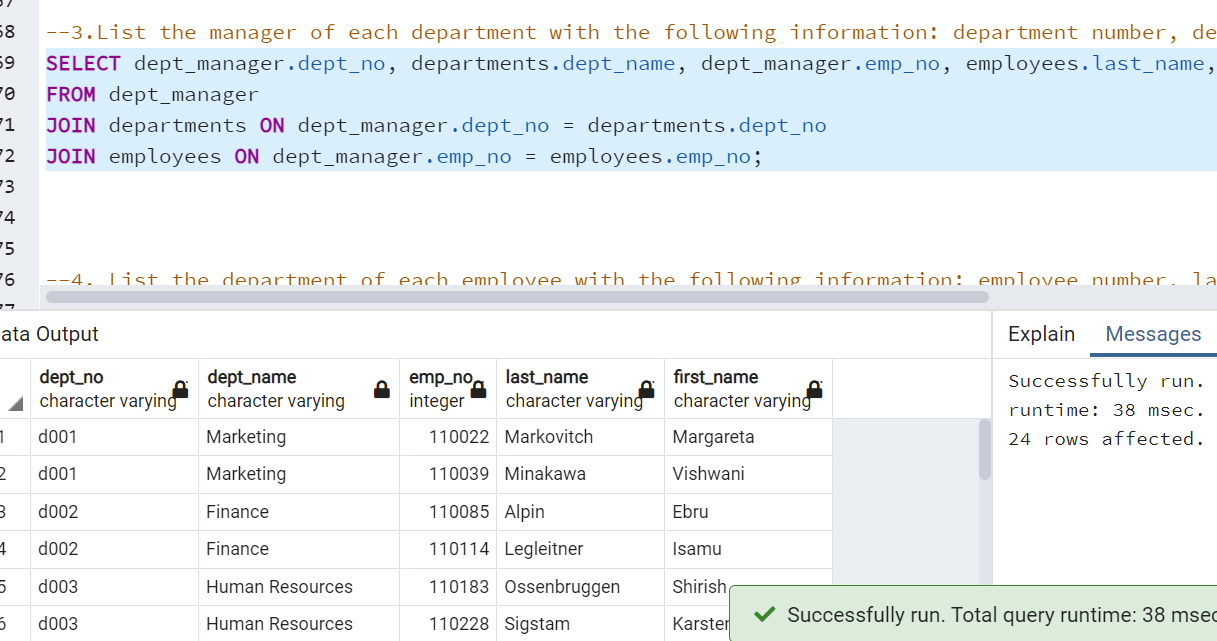 68 --3.List the manager of each department with the following information: department number, de
69 SELECT dept_manager.dept_no, departments.dept_name, dept_manager.emp_no, employees.last_name,
70 FROM dept_manager
71 JOIN departments ON dept_manager.dept_no = departments.dept_no
72 JOIN employees ON dept_manager.emp_no = employees.emp_no;
73
74
75
76 --4. List the department of each employee with the following information: employee number, la
77
ata Output
Explain Messages
dept_no dept_name emp_no last_name first_name
character varying character varying integer character varying character varying
1 d001 Marketing 110022 Markovitch Margareta
2 d001 Marketing 110039 Minakawa Vishwani
3 d002 Finance 110085 Alpin Ebru
4 d002 Finance 110114 Legleitner Isamu
5 d003 Human Resources 110183 Ossenbruggen Shirish
6 d003 Human Resources 110228 Sigstam Karster
Successfully run.
runtime: 38 msec.
24 rows affected.
Successfully run. Total query runtime: 38 msec